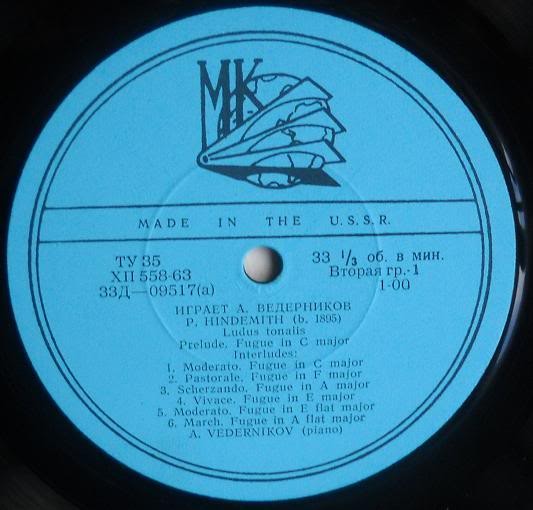 МК
MADE IN THE U.S.S.R.
ТУ 35
ХП 558-63
33Д—09517(а)
33 1/3 об. в мин.
Вторая гр.-1
1-00
ИГРАЕТ А. ВЕДЕРНИКОВ
P. HINDEMITH (b. 1895)
Ludus tonalis
Prelude. Fugue in C major
Interludes:
1. Moderato. Fugue in C major
2. Pastorale. Fugue in F major
3. Scherzando. Fugue in A major
4. Vivace. Fugue in E major
5. Moderato. Fugue in E flat major
6. March. Fugue in A flat major
A. VEDERNIKOV (piano)